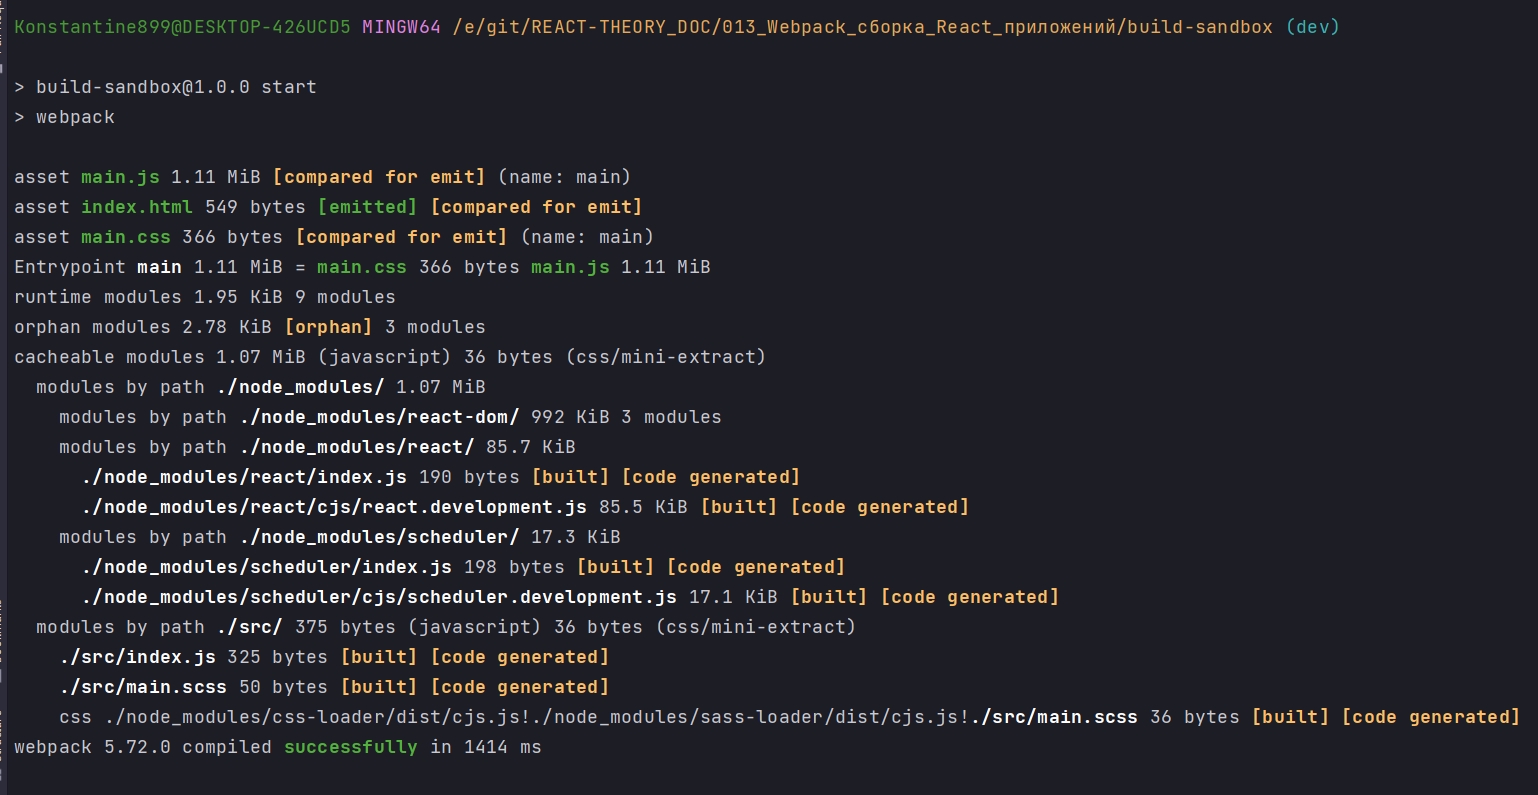 Konstantine899@DESKTOP-426UCD5 MINGW64 /e/git/REACT-THEORY_DOC/013_Webpack_сборка_React_приложений/build-sandbox (dev)
> build-sandbox@1.0.0 start
> webpack
asset main.js 1.11 MiB [compared for emit] (name: main)
asset index.html 549 bytes [emitted] [compared for emit]
asset main.css 366 bytes [compared for emit] (name: main)
Entrypoint main 1.11 MiB = main.css 366 bytes main.js 1.11 MiB
runtime modules 1.95 KiB 9 modules
orphan modules 2.78 KiB [orphan] 3 modules
cacheable modules 1.07 MiB (javascript) 36 bytes (css/mini-extract)
modules by path ./node_modules/ 1.07 MiB
modules by path ./node_modules/react-dom/ 992 KiB 3 modules
modules by path ./node_modules/react/ 85.7 KiB
./node_modules/react/index.js 190 bytes [built] [code generated]
./node_modules/react/cjs/react.development.js 85.5 KiB [built] [code generated]
modules by path ./node_modules/scheduler/ 17.3 KiB
./node_modules/scheduler/index.js 198 bytes [built] [code generated]
./node_modules/scheduler/cjs/scheduler.development.js 17.1 KiB [built] [code generated]
modules by path ./src/ 375 bytes (javascript) 36 bytes (css/mini-extract)
./src/index.js 325 bytes [built] [code generated]
./src/main.scss 50 bytes [built] [code generated]
css ./node_modules/css-loader/dist/cjs.js!./node_modules/sass-loader/dist/cjs.js!./src/main.scss 36 bytes [built] [code generated]
webpack 5.72.0 compiled successfully in 1414 ms